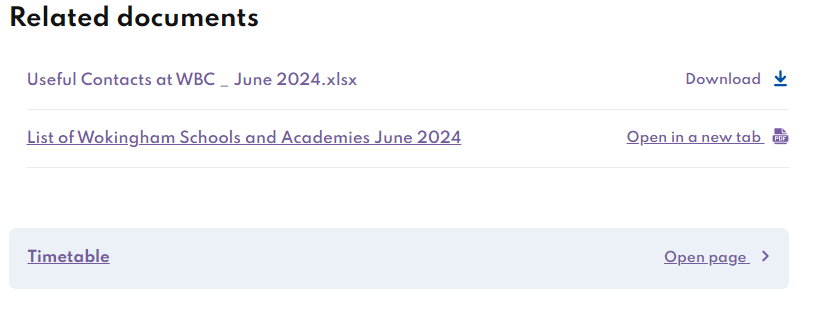 Related documents
Useful Contacts at WBC _ June 2024.xlsx Download
List of Wokingham Schools and Academies June 2024 Open in a new tab PDF
Timetable Open page